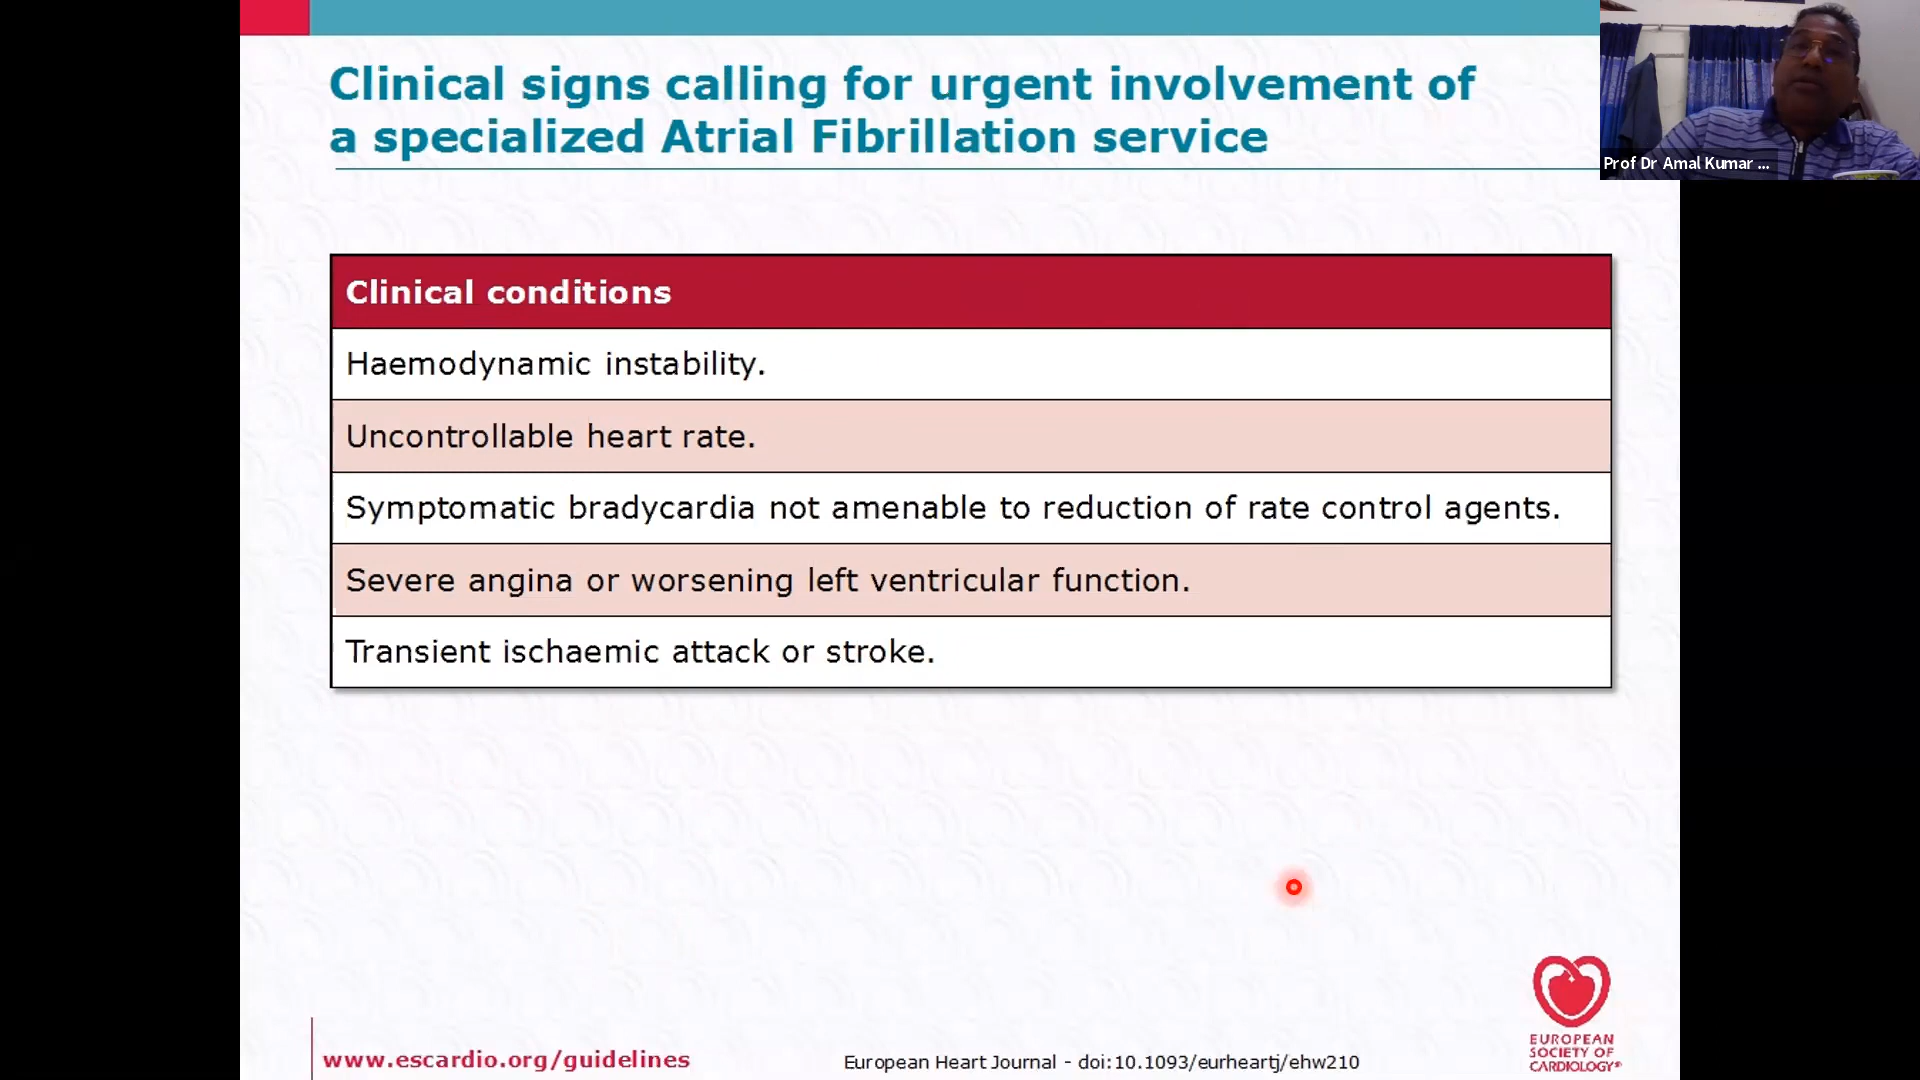 Clinical signs calling for urgent involvement of
a specialized Atrial Fibrillation service
Prof Dr Amal Kumar ...
Clinical conditions
Haemodynamic instability.
Uncontrollable heart rate.
Symptomatic bradycardia not amenable to reduction of rate control agents.
Severe angina or worsening left ventricular function.
Transient ischaemic attack or stroke.
www.escardio.org/guidelines
European Heart Journal - doi:10.1093/eurheartj/ehw210
EUROPEAN
SOCIETY OF
CARDIOLOGY®